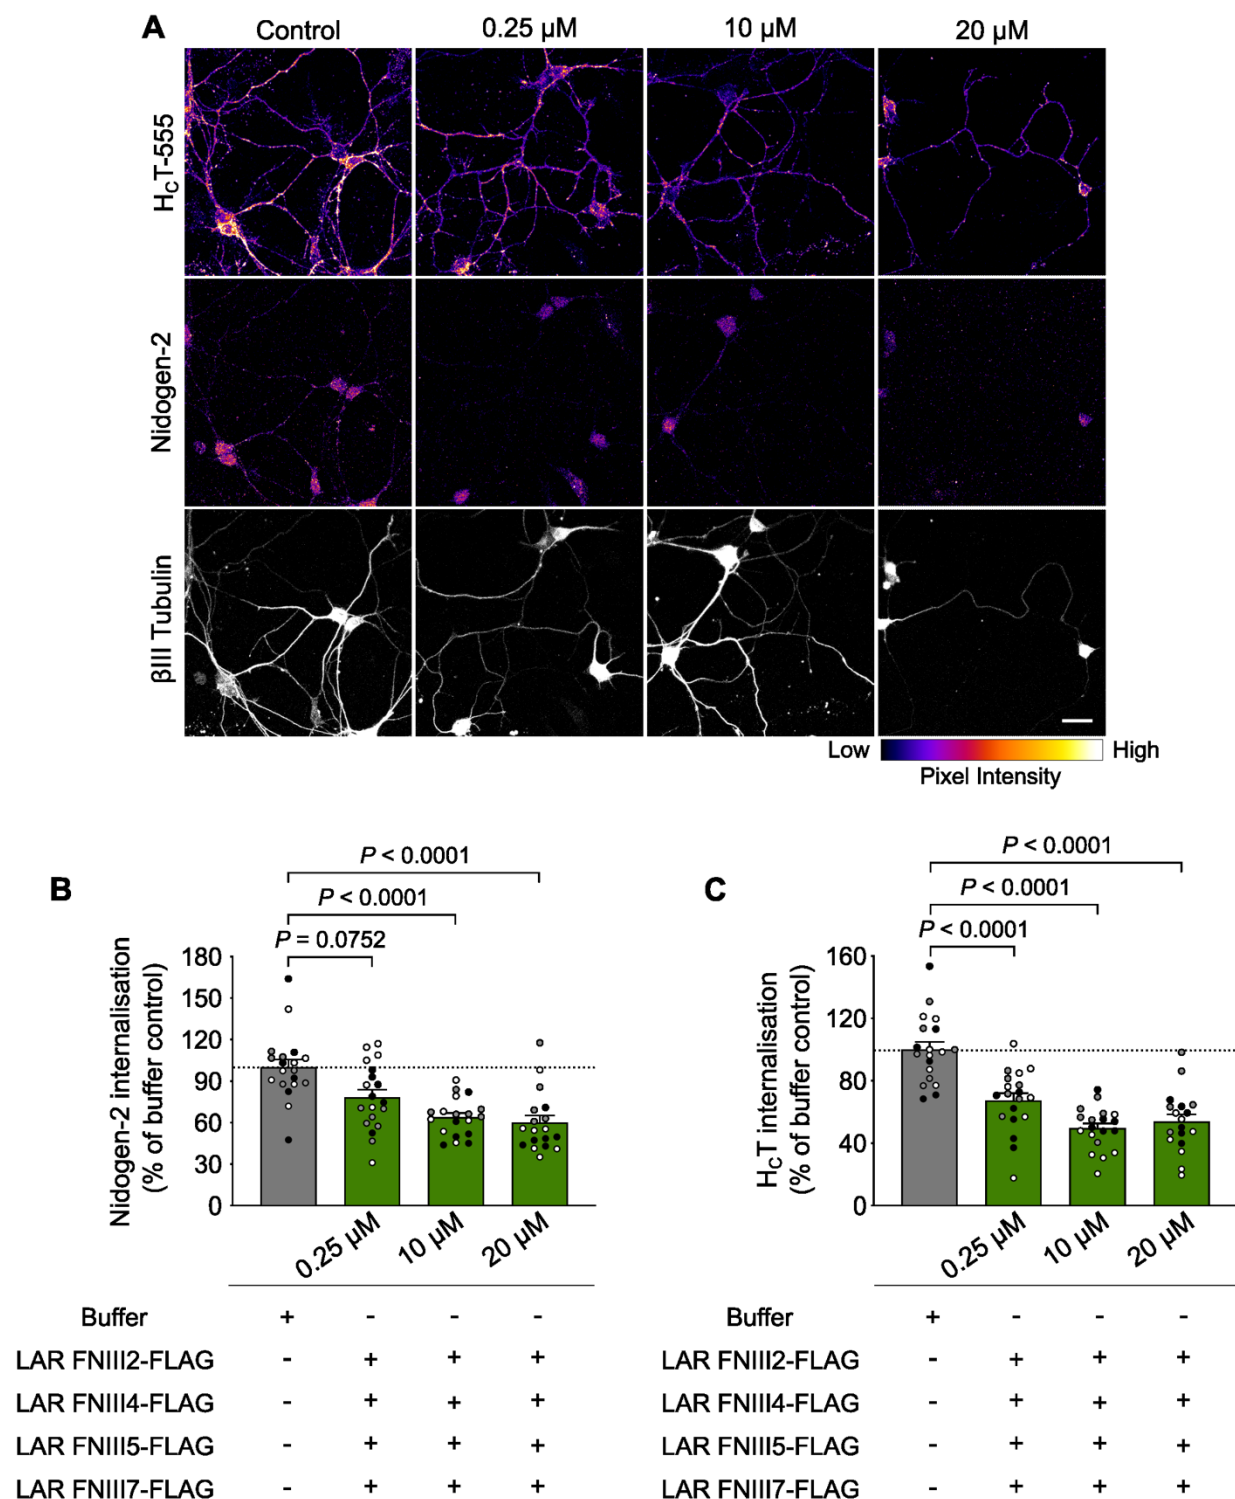 A
Control 0.25 µM 10 µM 20 µM
HCT-555
Nidogen-2
βIII Tubulin
Low High
Pixel Intensity
B
P < 0.0001
P < 0.0001
P = 0.0752
Nidogen-2 internalisation
(% of buffer control)
180
150
120
90
60
30
0
0.25 µM 10 µM 20 µM
Buffer + - - -
LAR FNIII2-FLAG - + + +
LAR FNIII4-FLAG - + + +
LAR FNIII5-FLAG - + + +
LAR FNIII7-FLAG - + + +
C
P < 0.0001
P < 0.0001
P < 0.0001
HCT internalisation
(% of buffer control)
160
120
80
40
0
0.25 µM 10 µM 20 µM
Buffer + - - -
LAR FNIII2-FLAG - + + +
LAR FNIII4-FLAG - + + +
LAR FNIII5-FLAG - + + +
LAR FNIII7-FLAG - + + +